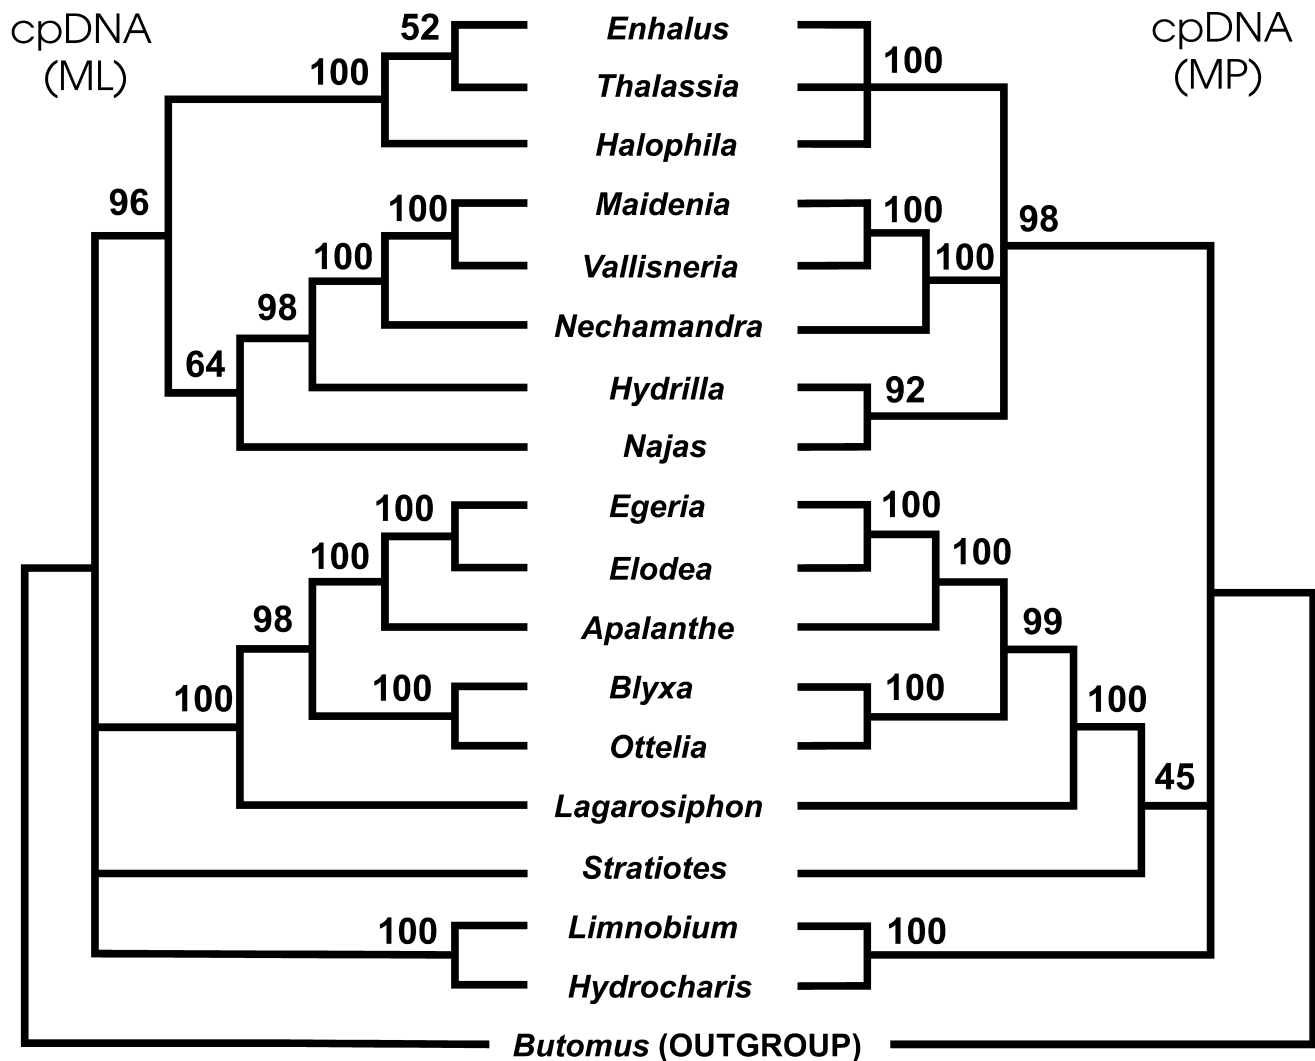 cpDNA
(ML)
cpDNA
(MP)
52
Enhalus
100
100
Thalassia
Halophila
96
100
Maidenia
100
98
100
Vallisneria
100
98
Nechamandra
64
Hydrilla
92
Najas
100
Egeria
100
100
Elodea
100
98
Apalanthe
99
100
100
Blyxa
100
100
Ottelia
45
Lagarosiphon
Stratiotes
100
Limnobium
100
Hydrocharis
Butomus (OUTGROUP)